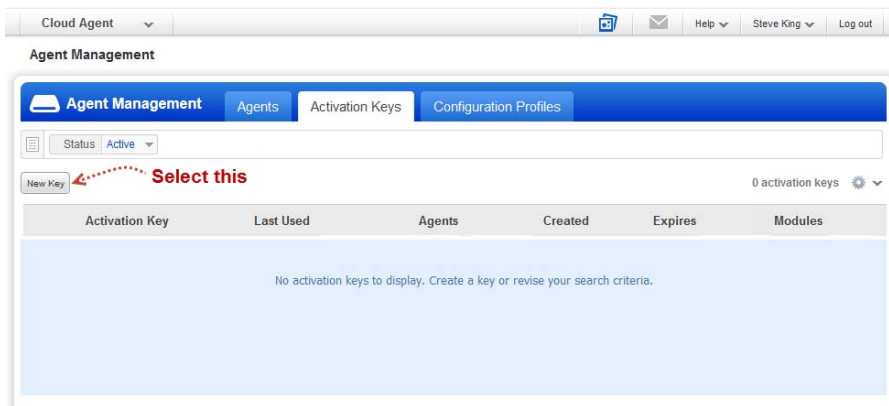 Cloud Agent Help Steve King Log out
Agent Management
Agent Management Agents Activation Keys Configuration Profiles
Status Active
New Key Select this 0 activation keys
Activation Key Last Used Agents Created Expires Modules
No activation keys to display. Create a key or revise your search criteria.